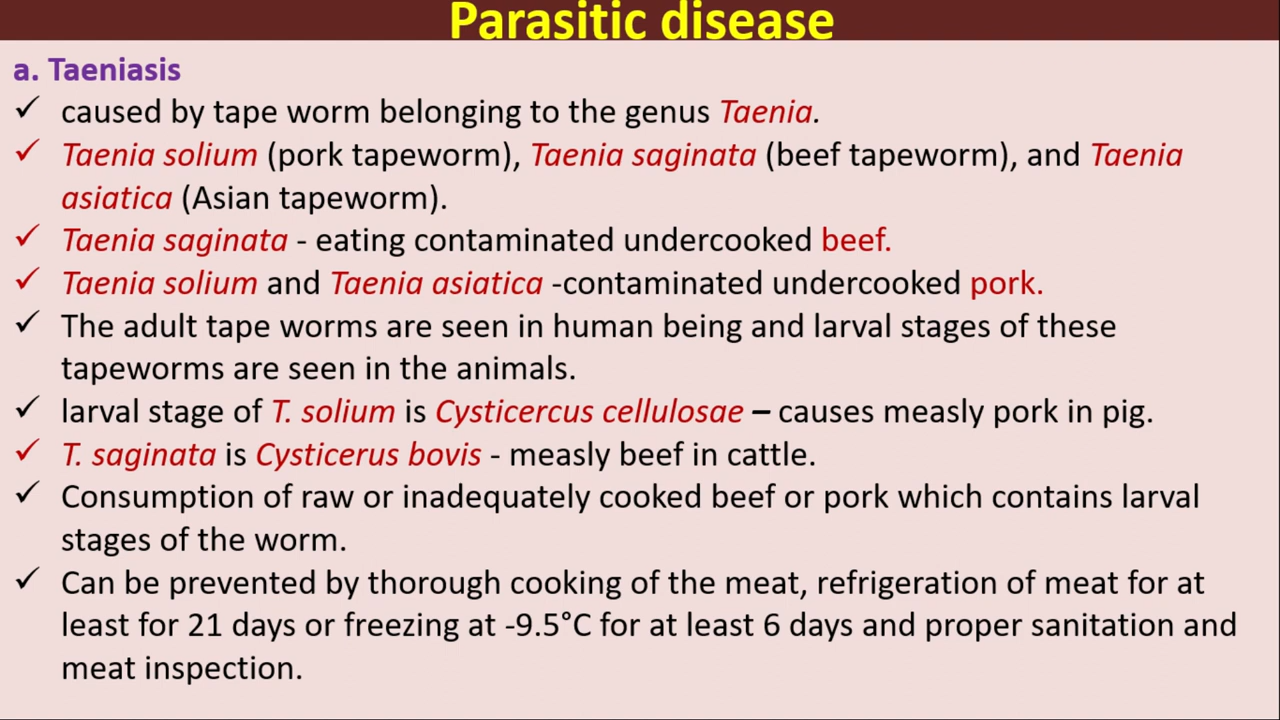 Parasitic disease
a. Taeniasis
✓ caused by tape worm belonging to the genus Taenia.
✓ Taenia solium (pork tapeworm), Taenia saginata (beef tapeworm), and Taenia
asiatica (Asian tapeworm).
✓ Taenia saginata - eating contaminated undercooked beef.
✓ Taenia solium and Taenia asiatica -contaminated undercooked pork.
✓ The adult tape worms are seen in human being and larval stages of these
tapeworms are seen in the animals.
✓ larval stage of T. solium is Cysticercus cellulosae – causes measly pork in pig.
✓ T. saginata is Cysticerus bovis - measly beef in cattle.
✓ Consumption of raw or inadequately cooked beef or pork which contains larval
stages of the worm.
✓ Can be prevented by thorough cooking of the meat, refrigeration of meat for at
least for 21 days or freezing at -9.5°C for at least 6 days and proper sanitation and
meat inspection.